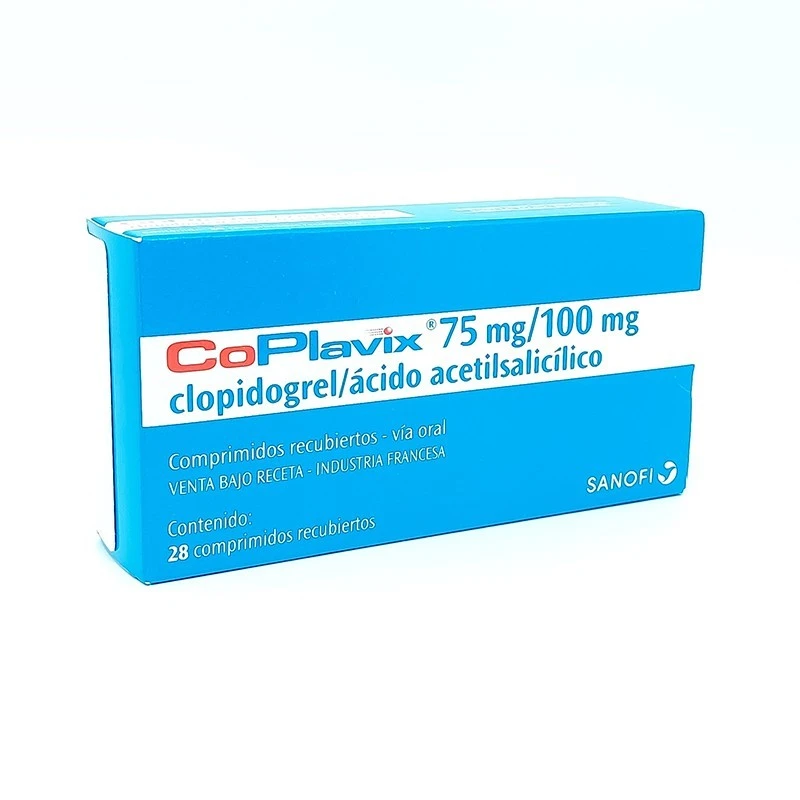 CoPlavix® 75 mg/100 mg
clopidogrel/ácido acetilsalicílico
Comprimidos recubiertos - vía oral
VENTA BAJO RECETA - INDUSTRIA FRANCESA
Contenido:
28 comprimidos recubiertos
SANOFI